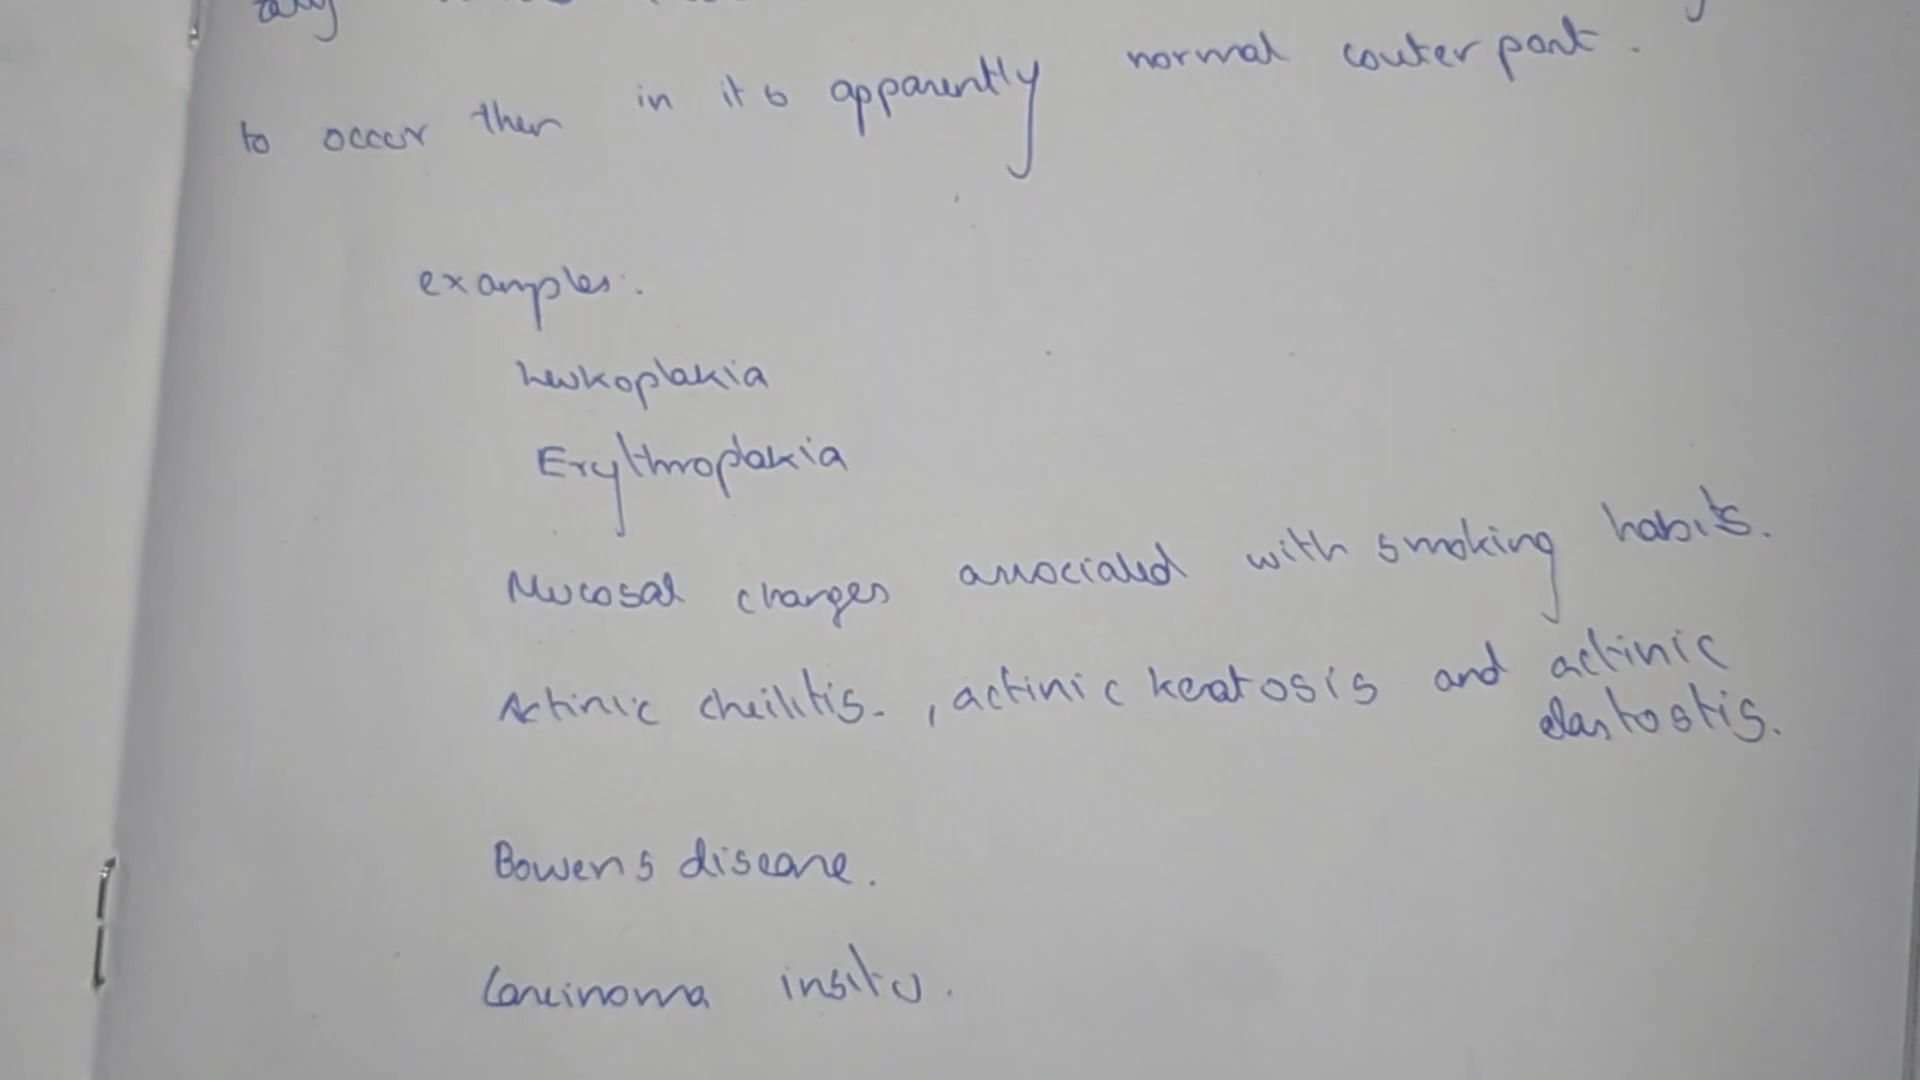 to occur then in its apparently normal couter part.
examples:
Leukoplakia
Erythroplakia
Mucosal changes associated with smoking habits.
Actinic cheilitis. , actinic keratosis and actinic
elastostis.
Bowens disease.
Carcinoma insitu.